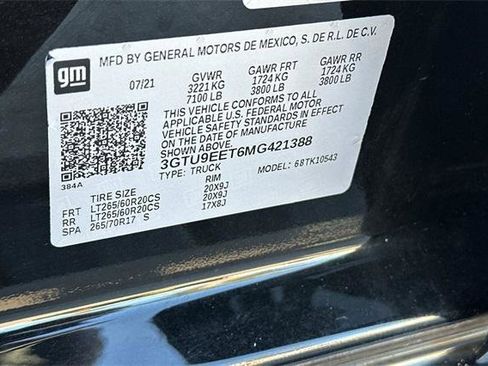 gm
MFD BY GENERAL MOTORS DE MEXICO, S. DE R.L. DE C.V.
07/21 GVWR GAWR FRT GAWR RR
3221 KG 1724 KG 1724 KG
7100 LB 3800 LB 3800 LB
THIS VEHICLE CONFORMS TO ALL
APPLICABLE U.S. FEDERAL MOTOR
VEHICLE SAFETY AND THEFT
PREVENTION STANDARDS IN EFFECT
ON THE DATE OF MANUFACTURE
SHOWN ABOVE.
3GTU9EET6MG421388
TYPE: TRUCK MODEL: 68TK10543
384A
TIRE SIZE RIM
FRT LT265/60R20CS 20X9J
RR LT265/60R20CS 20X9J
SPA 265/70R17 S 17X8J